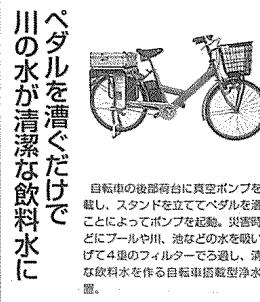 ペダルを漕ぐだけで
川の水が清潔な飲料水に
自転車の後部荷台に真空ポンプを
載し、スタンドを立ててペダルを漕
ことによってポンプを起動。災害時
どにプールや川、池などの水を吸い
げて4重のフィルターでろ過し、清
な飲料水を作る自転車搭載型浄水
置。